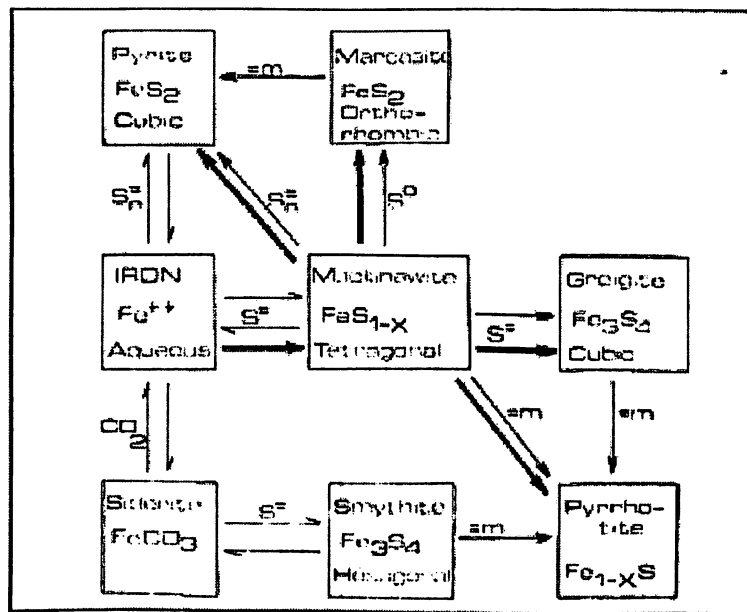 Pyrite
FeS2
Cubic
=m
Marcasite
FeS2
Ortho-
rhombic
Sn=
Sn=
S0
IRON
Fe++
Aqueous
S=
Mackinawite
FeS1-X
Tetragonal
S=
Greigite
Fe3S4
Cubic
CO2
=m
=m
Siderite
FeCO3
S=
Smythite
Fe3S4
Hexagonal
=m
Pyrrho-
tite
Fe1-XS